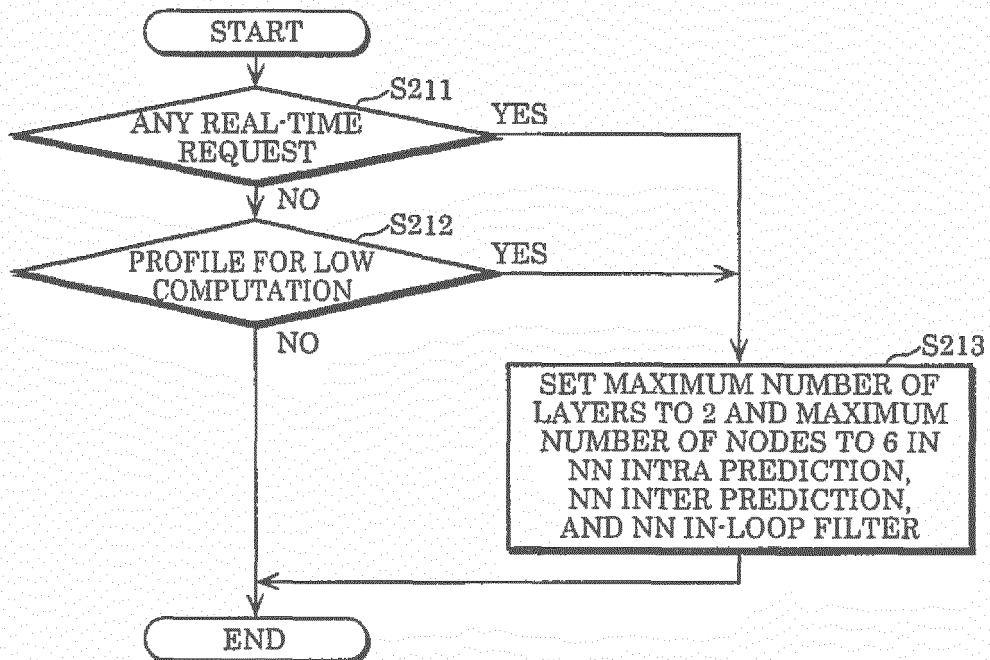 START
S211
ANY REAL-TIME
REQUEST
YES
NO
S212
PROFILE FOR LOW
COMPUTATION
YES
NO
S213
SET MAXIMUM NUMBER OF
LAYERS TO 2 AND MAXIMUM
NUMBER OF NODES TO 6 IN
NN INTRA PREDICTION,
NN INTER PREDICTION,
AND NN IN-LOOP FILTER
END